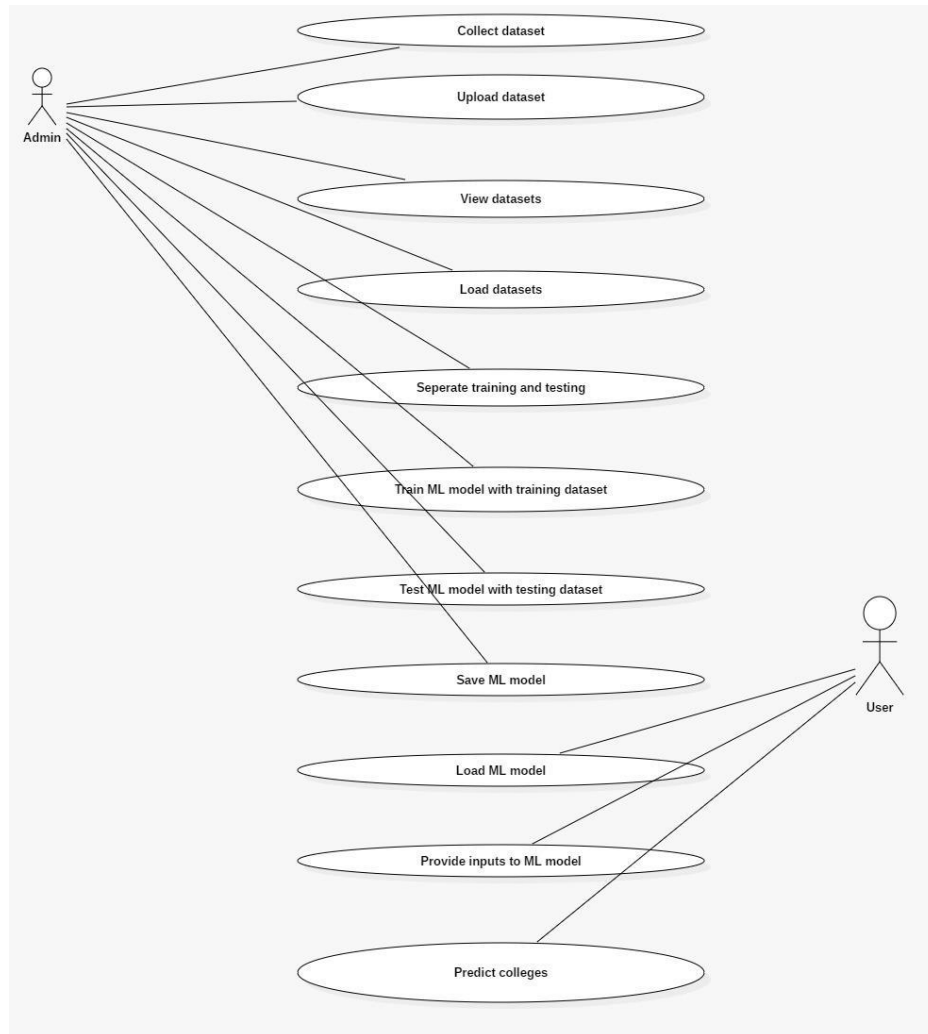 Collect dataset
Upload dataset
Admin
View datasets
Load datasets
Seperate training and testing
Train ML model with training dataset
Test ML model with testing dataset
Save ML model
User
Load ML model
Provide inputs to ML model
Predict colleges